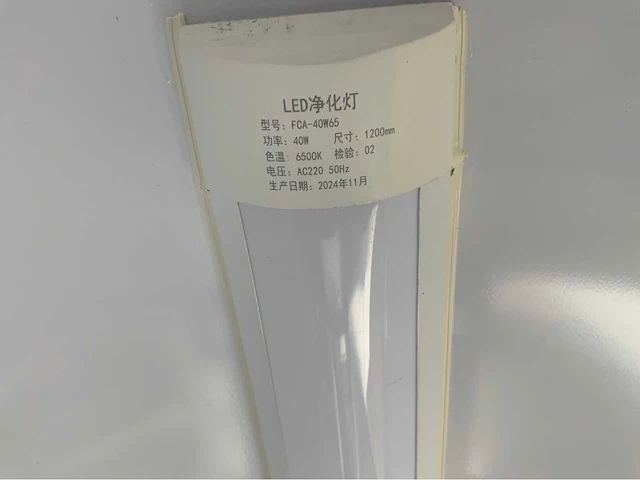 LED净化灯
型号: FCA-40W65
功率: 40W 尺寸: 1200mm
色温: 6500K 检验: 02
电压: AC220 50Hz
生产日期: 2024年11月